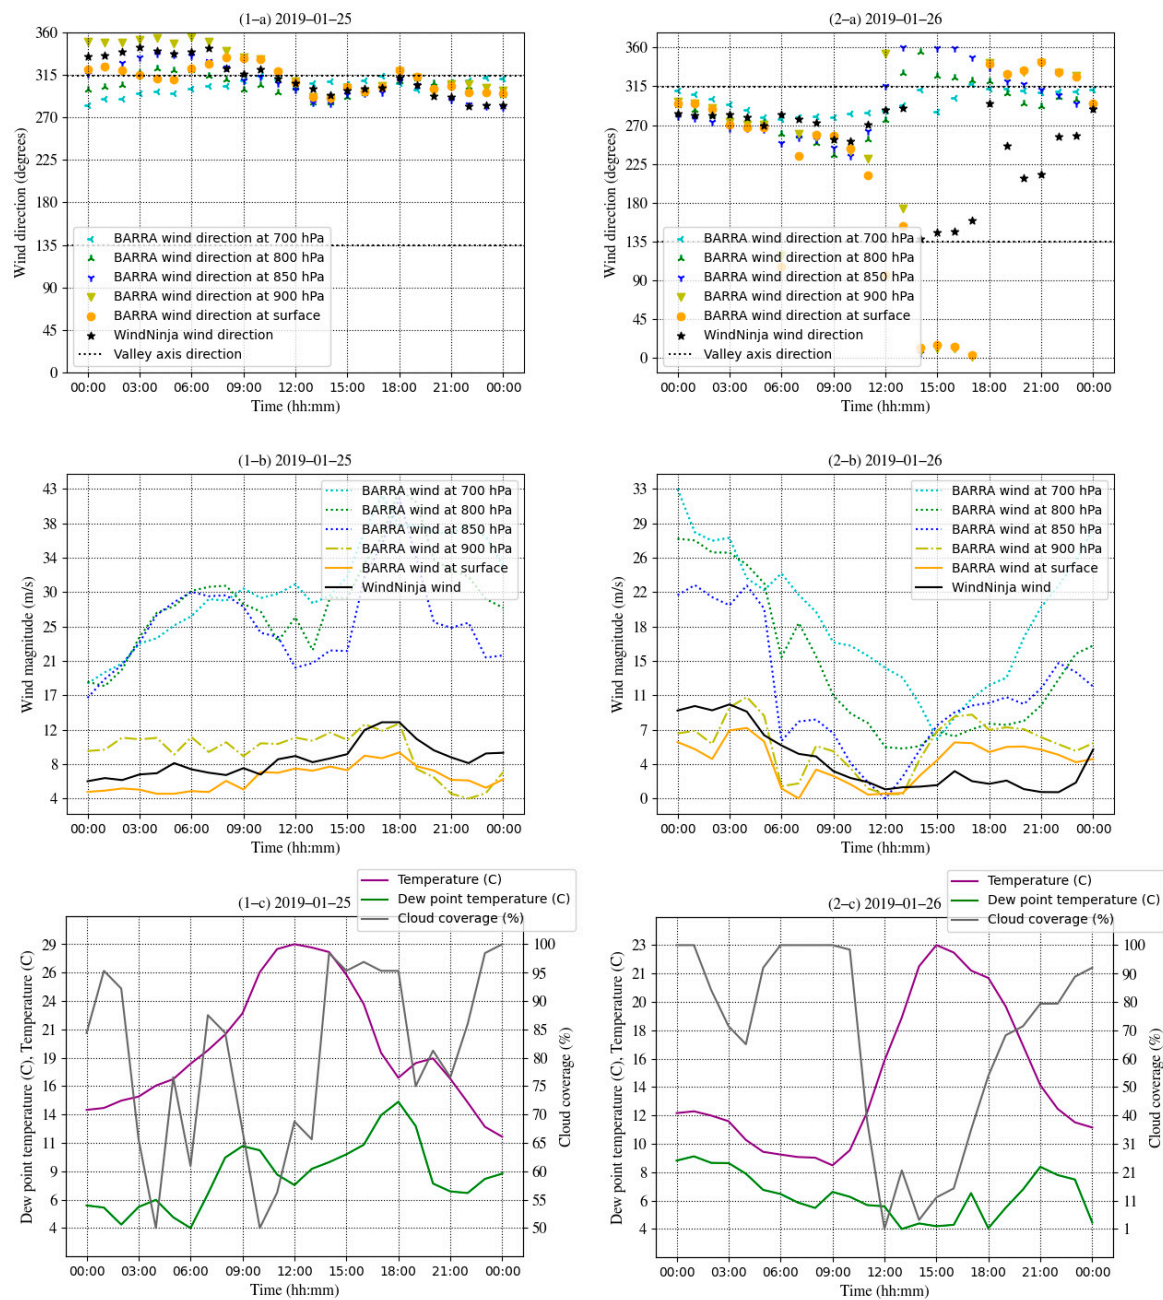 (1–a) 2019–01–25
360
315
270
225
180
135
90
45
0
Wind direction (degrees)
BARRA wind direction at 700 hPa
BARRA wind direction at 800 hPa
BARRA wind direction at 850 hPa
BARRA wind direction at 900 hPa
BARRA wind direction at surface
WindNinja wind direction
Valley axis direction
00:00 03:00 06:00 09:00 12:00 15:00 18:00 21:00 00:00
Time (hh:mm)
(2–a) 2019–01–26
360
315
270
225
180
135
90
45
0
Wind direction (degrees)
BARRA wind direction at 700 hPa
BARRA wind direction at 800 hPa
BARRA wind direction at 850 hPa
BARRA wind direction at 900 hPa
BARRA wind direction at surface
WindNinja wind direction
Valley axis direction
00:00 03:00 06:00 09:00 12:00 15:00 18:00 21:00 00:00
Time (hh:mm)
(1–b) 2019–01–25
43
38
34
30
25
21
17
12
8
4
Wind magnitude (m/s)
BARRA wind at 700 hPa
BARRA wind at 800 hPa
BARRA wind at 850 hPa
BARRA wind at 900 hPa
BARRA wind at surface
WindNinja wind
00:00 03:00 06:00 09:00 12:00 15:00 18:00 21:00 00:00
Time (hh:mm)
(2–b) 2019–01–26
33
29
26
22
18
15
11
7
4
0
Wind magnitude (m/s)
BARRA wind at 700 hPa
BARRA wind at 800 hPa
BARRA wind at 850 hPa
BARRA wind at 900 hPa
BARRA wind at surface
WindNinja wind
00:00 03:00 06:00 09:00 12:00 15:00 18:00 21:00 00:00
Time (hh:mm)
(1–c) 2019–01–25
Temperature (C)
Dew point temperature (C)
Cloud coverage (%)
29
26
24
21
19
16
14
11
9
6
4
Dew point temperature (C), Temperature (C)
100
95
90
85
80
75
70
65
60
55
50
Cloud coverage (%)
00:00 03:00 06:00 09:00 12:00 15:00 18:00 21:00 00:00
Time (hh:mm)
(2–c) 2019–01–26
Temperature (C)
Dew point temperature (C)
Cloud coverage (%)
23
21
20
18
16
14
12
10
8
6
4
Dew point temperature (C), Temperature (C)
100
90
80
70
60
50
40
31
21
11
1
Cloud coverage (%)
00:00 03:00 06:00 09:00 12:00 15:00 18:00 21:00 00:00
Time (hh:mm)